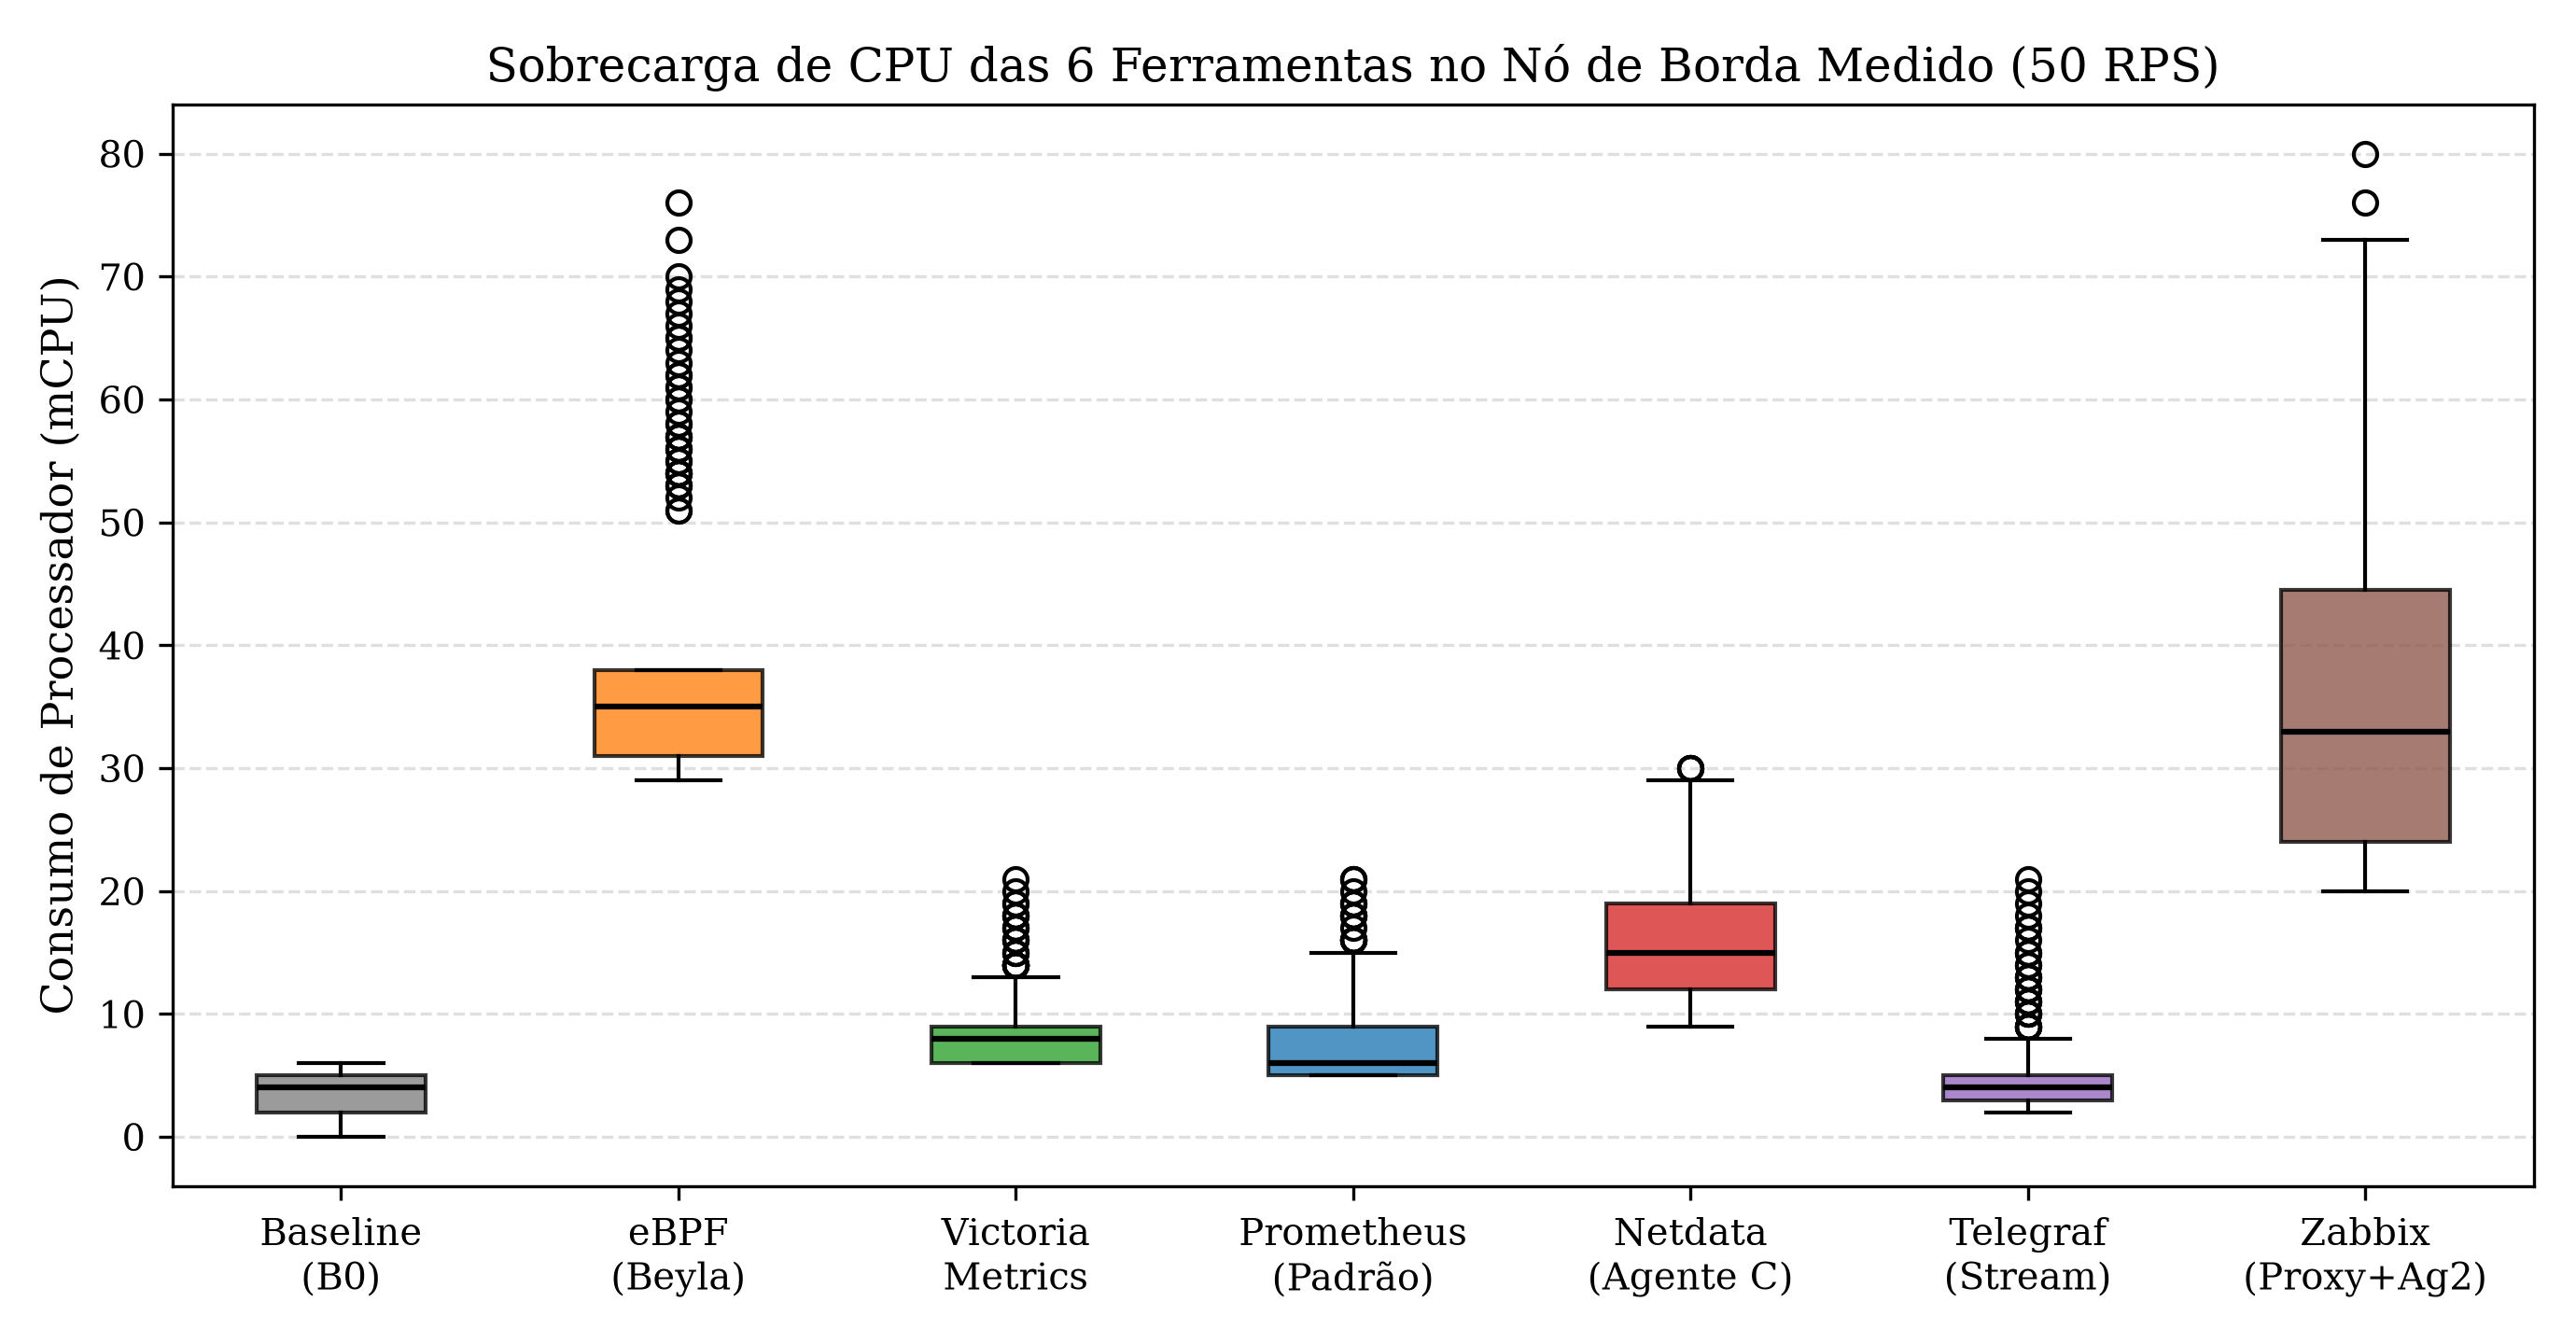 Sobrecarga de CPU das 6 Ferramentas no Nó de Borda Medido (50 RPS)
Consumo de Processador (mCPU)
80
70
60
50
40
30
20
10
0
Baseline
(B0)
eBPF
(Beyla)
Victoria
Metrics
Prometheus
(Padrão)
Netdata
(Agente C)
Telegraf
(Stream)
Zabbix
(Proxy+Ag2)